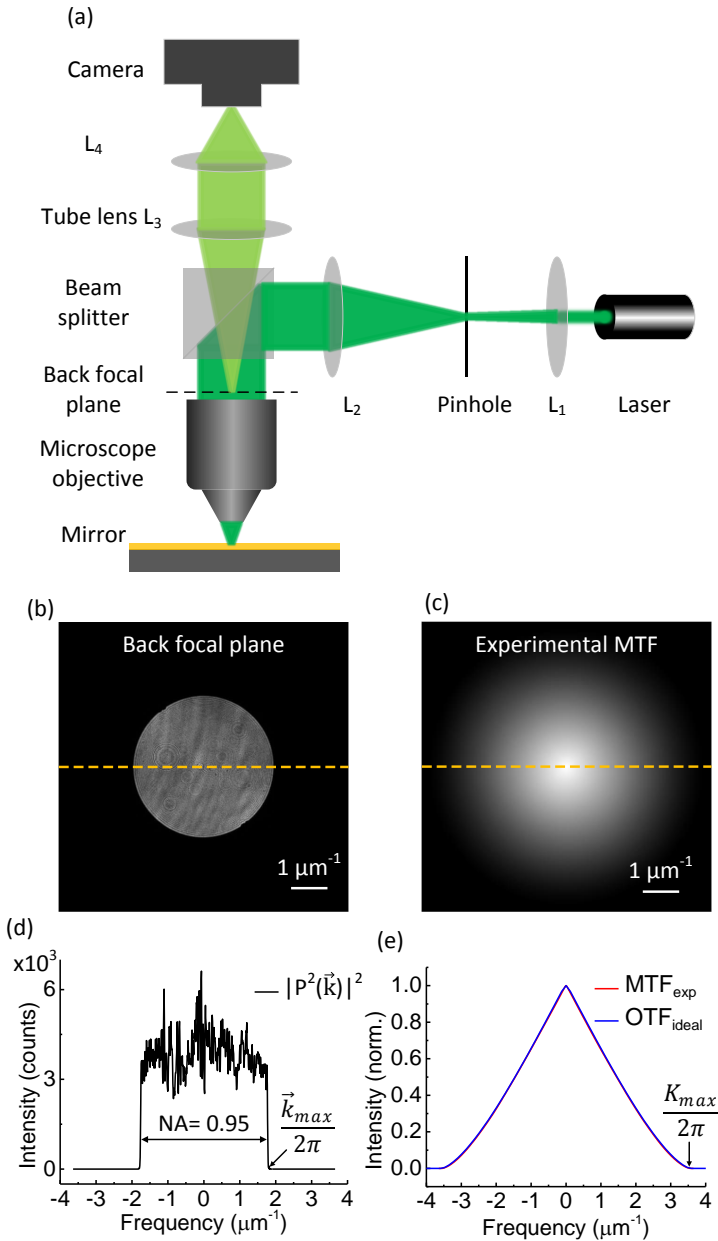 (a)
Camera
L4
Tube lens L3
Beam
splitter
Back focal
plane
L2
Pinhole
L1
Laser
Microscope
objective
Mirror
(b)
Back focal plane
1 μm⁻¹
(c)
Experimental MTF
1 μm⁻¹
(d)
x10³
6
3
0
Intensity (counts)
|P²(k⃗)|²
NA= 0.95
k⃗max
2π
-4 -3 -2 -1 0 1 2 3 4
Frequency (μm⁻¹)
(e)
1.0
0.8
0.6
0.4
0.2
0.0
Intensity (norm.)
MTFexp
OTFideal
Kmax
2π
-4 -3 -2 -1 0 1 2 3 4
Frequency (μm⁻¹)